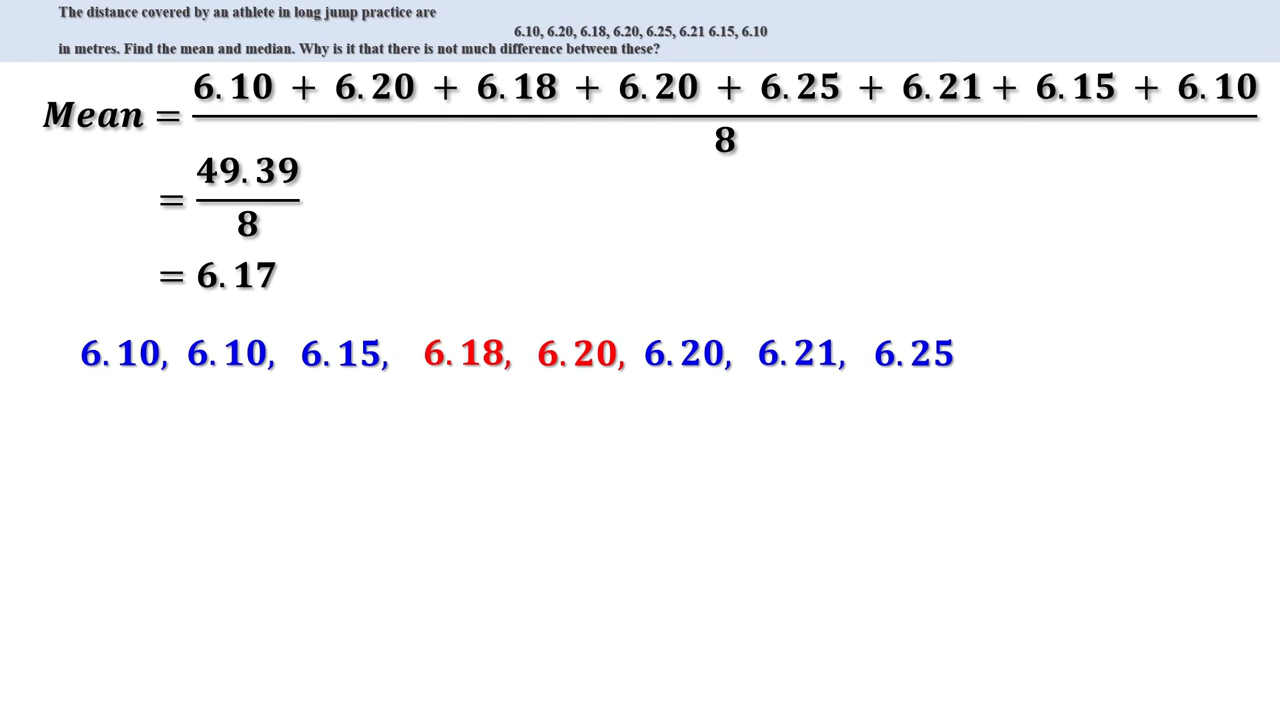 The distance covered by an athlete in long jump practice are
6.10, 6.20, 6.18, 6.20, 6.25, 6.21 6.15, 6.10
in metres. Find the mean and median. Why is it that there is not much difference between these?
Mean = 6.10 + 6.20 + 6.18 + 6.20 + 6.25 + 6.21 + 6.15 + 6.10
8
= 49.39
8
= 6.17
6.10, 6.10, 6.15, 6.18, 6.20, 6.20, 6.21, 6.25